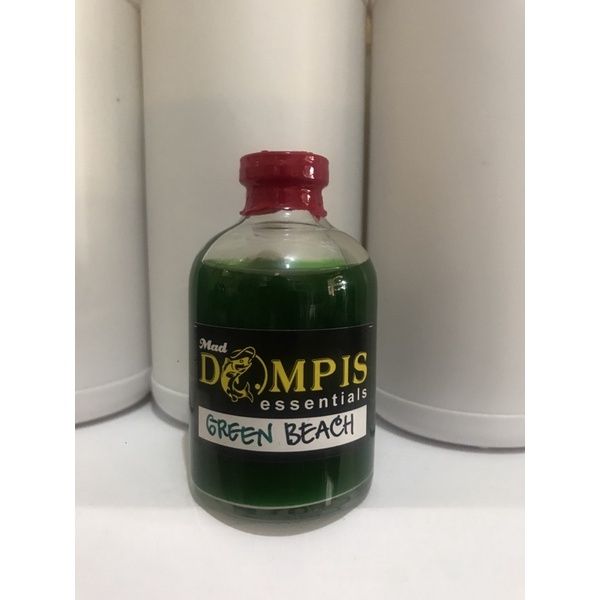 Mad
DOMPIS
essentials
GREEN BEACH